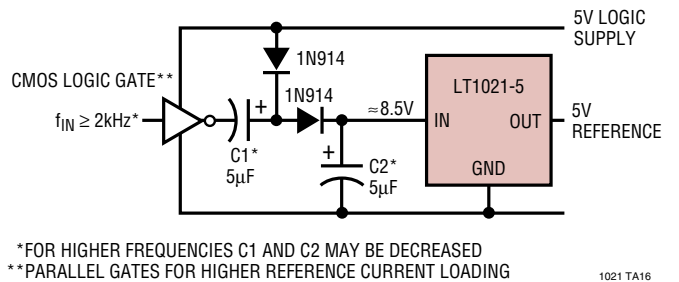 5V LOGIC
SUPPLY
1N914
CMOS LOGIC GATE**
1N914
LT1021-5
fIN ≥ 2kHz*
+
≈8.5V
IN
OUT
5V
REFERENCE
C1*
5µF
+
C2*
5µF
GND
*FOR HIGHER FREQUENCIES C1 AND C2 MAY BE DECREASED
**PARALLEL GATES FOR HIGHER REFERENCE CURRENT LOADING
1021 TA16